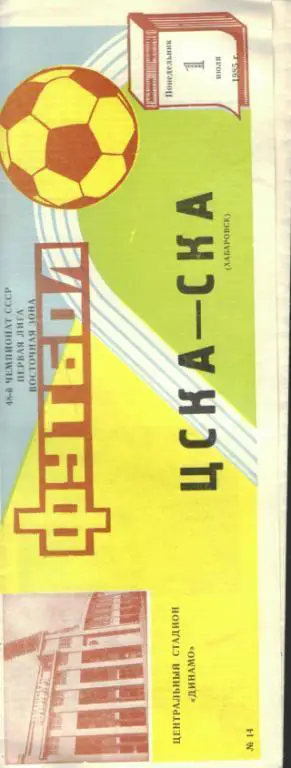 48-й ЧЕМПИОНАТ СССР
ПЕРВАЯ ЛИГА
ВОСТОЧНАЯ ЗОНА
ФУТБОЛ
Понедельник
1
июля
1985 г.
ЦСКА—СКА
(ХАБАРОВСК)
ЦЕНТРАЛЬНЫЙ СТАДИОН
«ДИНАМО»
№ 14